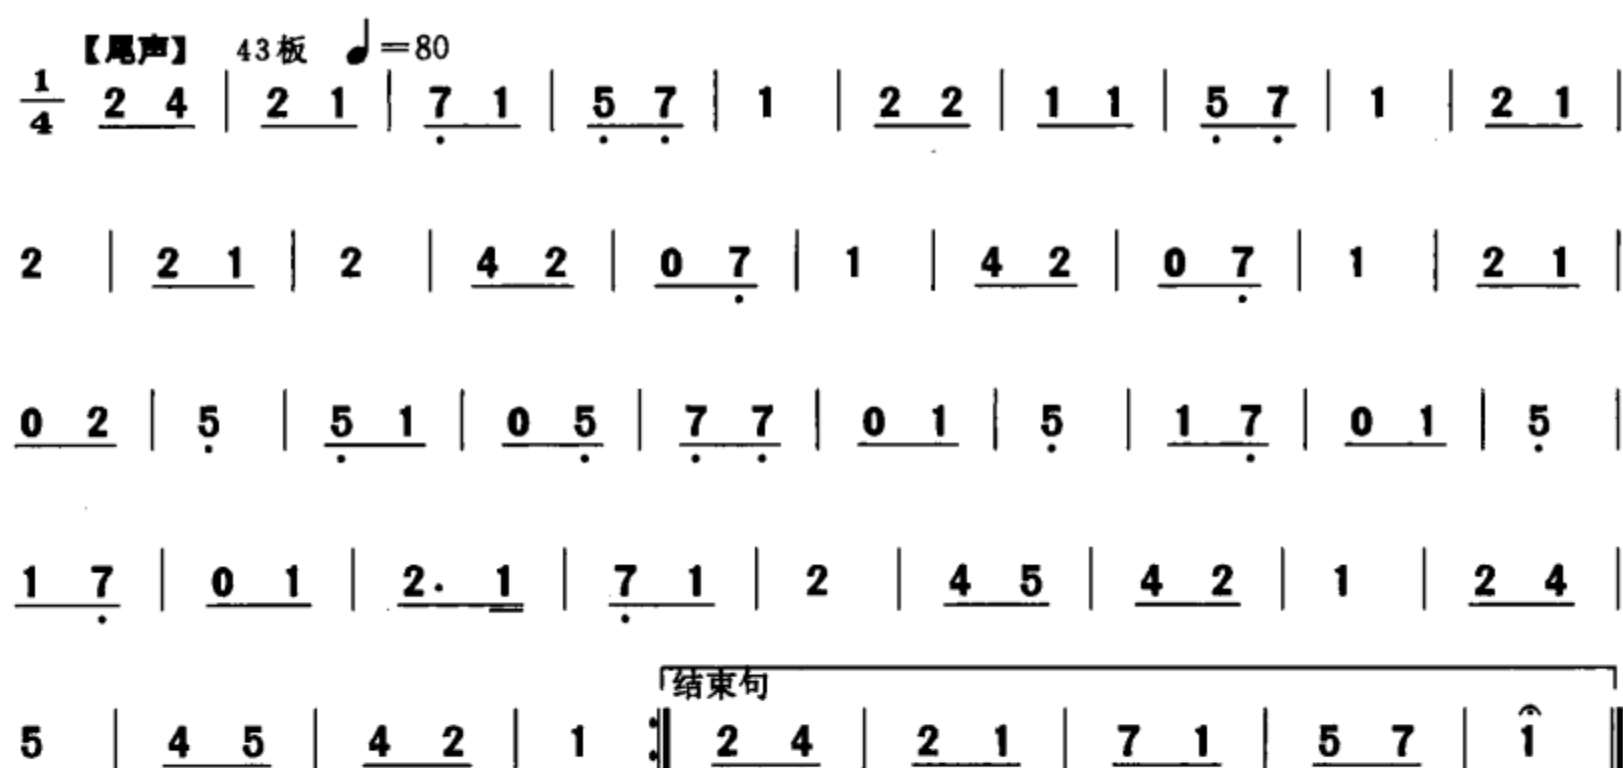 【尾声】 43板 ♩=80
1/4 2 4 | 2 1 | 7̣ 1 | 5̣ 7̣ | 1 | 2 2 | 1 1 | 5̣ 7̣ | 1 | 2 1 |
2 | 2 1 | 2 | 4 2 | 0 7̣ | 1 | 4 2 | 0 7̣ | 1 | 2 1 |
0 2 | 5̣ | 5̣ 1 | 0 5̣ | 7̣ 7̣ | 0 1 | 5̣ | 1 7̣ | 0 1 | 5̣ |
1 7̣ | 0 1 | 2. 1 | 7̣ 1 | 2 | 4 5 | 4 2 | 1 | 2 4 |
结束句
5 | 4 5 | 4 2 | 1 :‖ 2 4 | 2 1 | 7 1 | 5 7 | 1 ‖